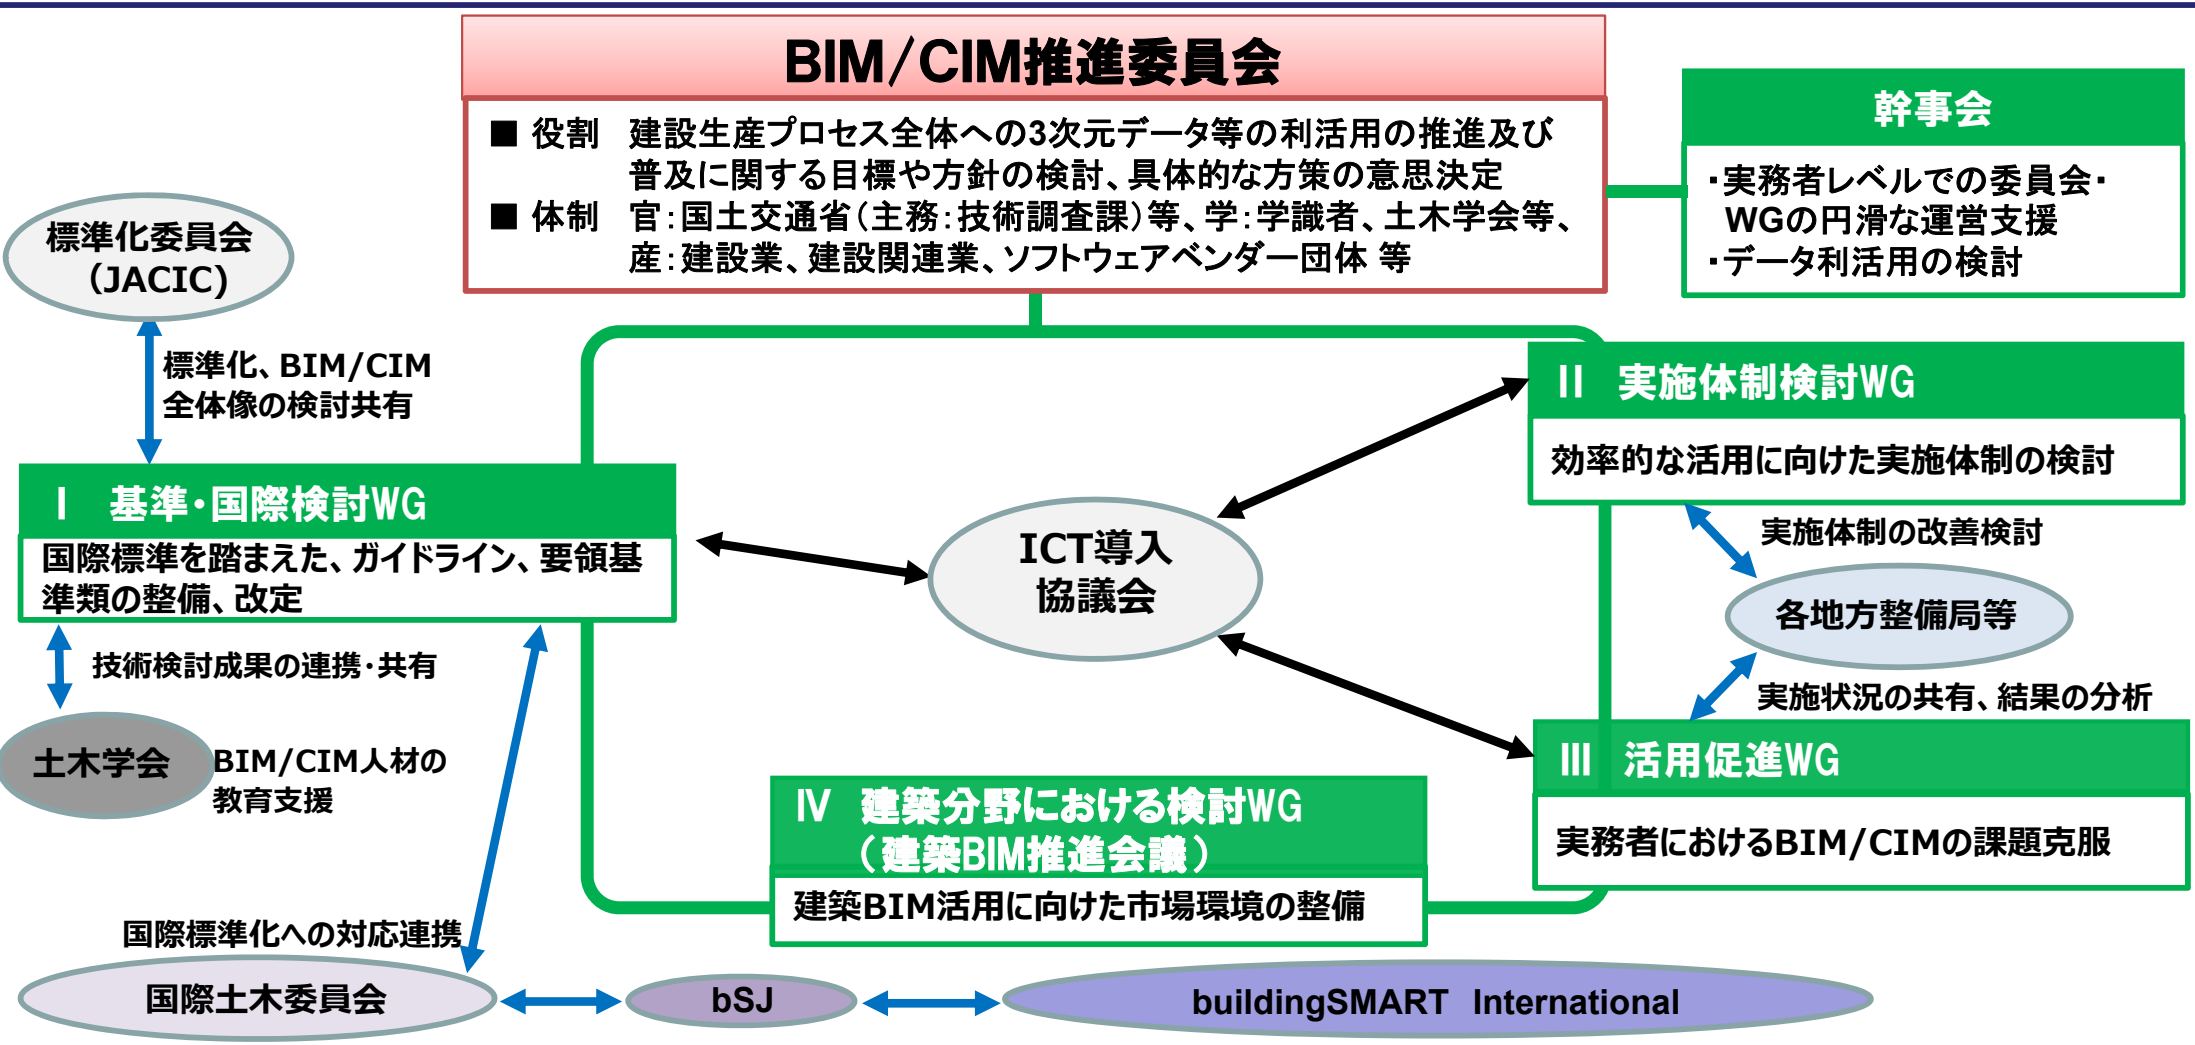 BIM/CIM推進委員会
■ 役割 建設生産プロセス全体への3次元データ等の利活用の推進及び
普及に関する目標や方針の検討、具体的な方策の意思決定
■ 体制 官：国土交通省（主務：技術調査課）等、学：学識者、土木学会等、
産：建設業、建設関連業、ソフトウェアベンダー団体 等
幹事会
・実務者レベルでの委員会・
WGの円滑な運営支援
・データ利活用の検討
標準化委員会
（JACIC)
標準化、BIM/CIM
全体像の検討共有
Ⅰ 基準・国際検討WG
国際標準を踏まえた、ガイドライン、要領基
準類の整備、改定
技術検討成果の連携・共有
土木学会
BIM/CIM人材の
教育支援
国際標準化への対応連携
国際土木委員会
bSJ
buildingSMART International
ICT導入
協議会
Ⅱ 実施体制検討WG
効率的な活用に向けた実施体制の検討
実施体制の改善検討
各地方整備局等
実施状況の共有、結果の分析
Ⅲ 活用促進WG
実務者におけるBIM/CIMの課題克服
Ⅳ 建築分野における検討WG
（建築BIM推進会議）
建築BIM活用に向けた市場環境の整備